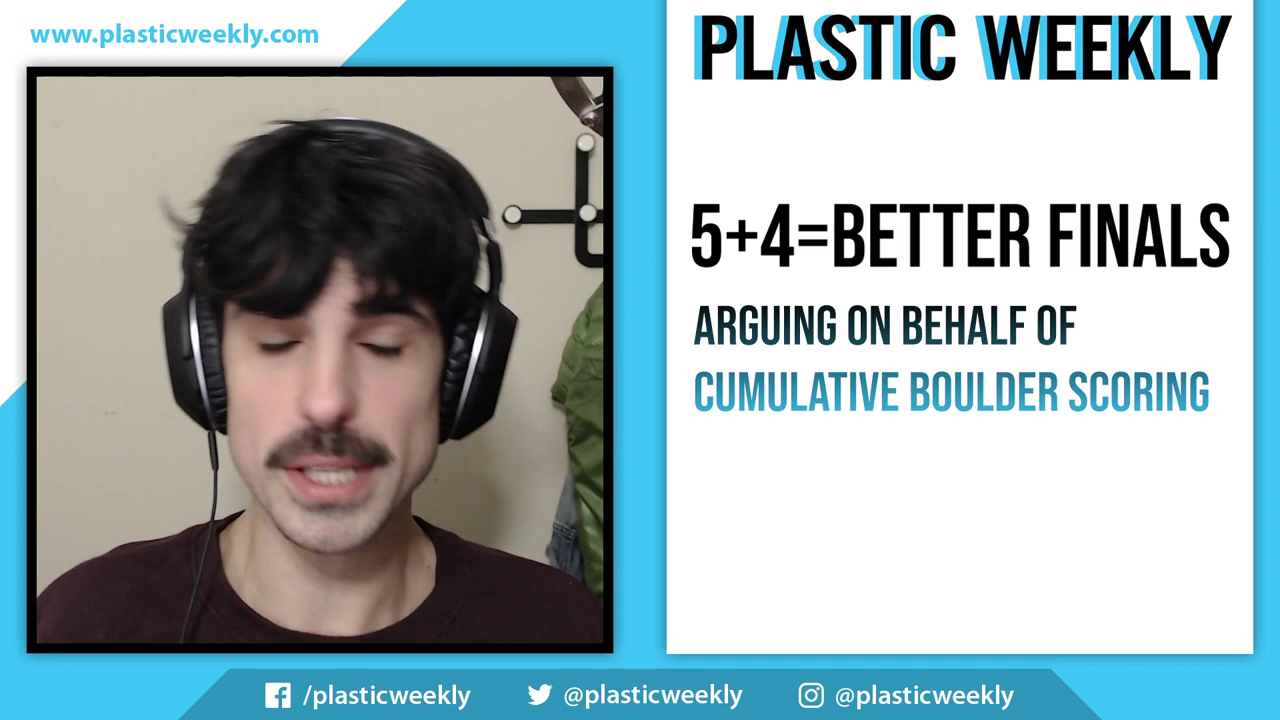 www.plasticweekly.com
PLASTIC WEEKLY
5+4=BETTER FINALS
ARGUING ON BEHALF OF
CUMULATIVE BOULDER SCORING
/plasticweekly @plasticweekly @plasticweekly